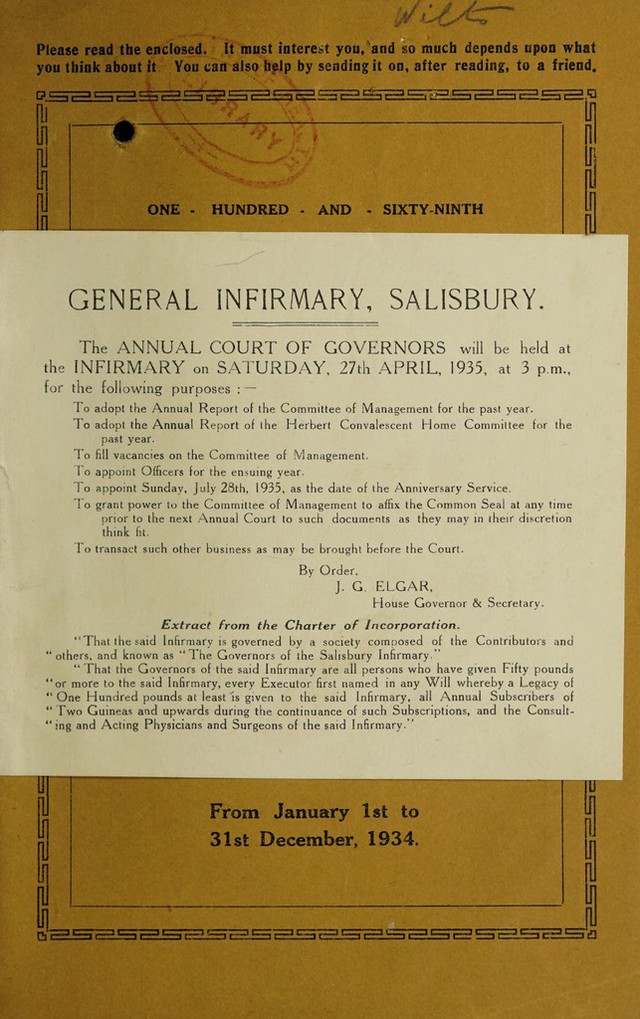 Wilts
Please read the enclosed. It must interest you, and so much depends upon what
you think about it You can also help by sending it on, after reading, to a friend.
LIBRARY
ONE - HUNDRED - AND - SIXTY-NINTH
GENERAL INFIRMARY, SALISBURY.
The ANNUAL COURT OF GOVERNORS will be held at
the INFIRMARY on SATURDAY, 27th APRIL, 1935, at 3 p.m.,
for the following purposes : —
To adopt the Annual Report of the Committee of Management for the past year.
To adopt the Annual Report of the Herbert Convalescent Home Committee for the
past year.
To fill vacancies on the Committee of Management.
To appoint Officers for the ensuing year.
To appoint Sunday, July 28th, 1935, as the date of the Anniversary Service.
To grant power to the Committee of Management to affix the Common Seal at any time
prior to the next Annual Court to such documents as they may in their discretion
think fit.
To transact such other business as may be brought before the Court.
By Order,
J. G. ELGAR,
House Governor & Secretary.
Extract from the Charter of Incorporation.
"That the said Infirmary is governed by a society composed of the Contributors and
" others, and known as "The Governors of the Salisbury Infirmary."
"That the Governors of the said Infirmary are all persons who have given Fifty pounds
"or more to the said Infirmary, every Executor first named in any Will whereby a Legacy of
" One Hundred pounds at least is given to the said Infirmary, all Annual Subscribers of
" Two Guineas and upwards during the continuance of such Subscriptions, and the Consult-
"ing and Acting Physicians and Surgeons of the said Infirmary."
From January 1st to
31st December, 1934.